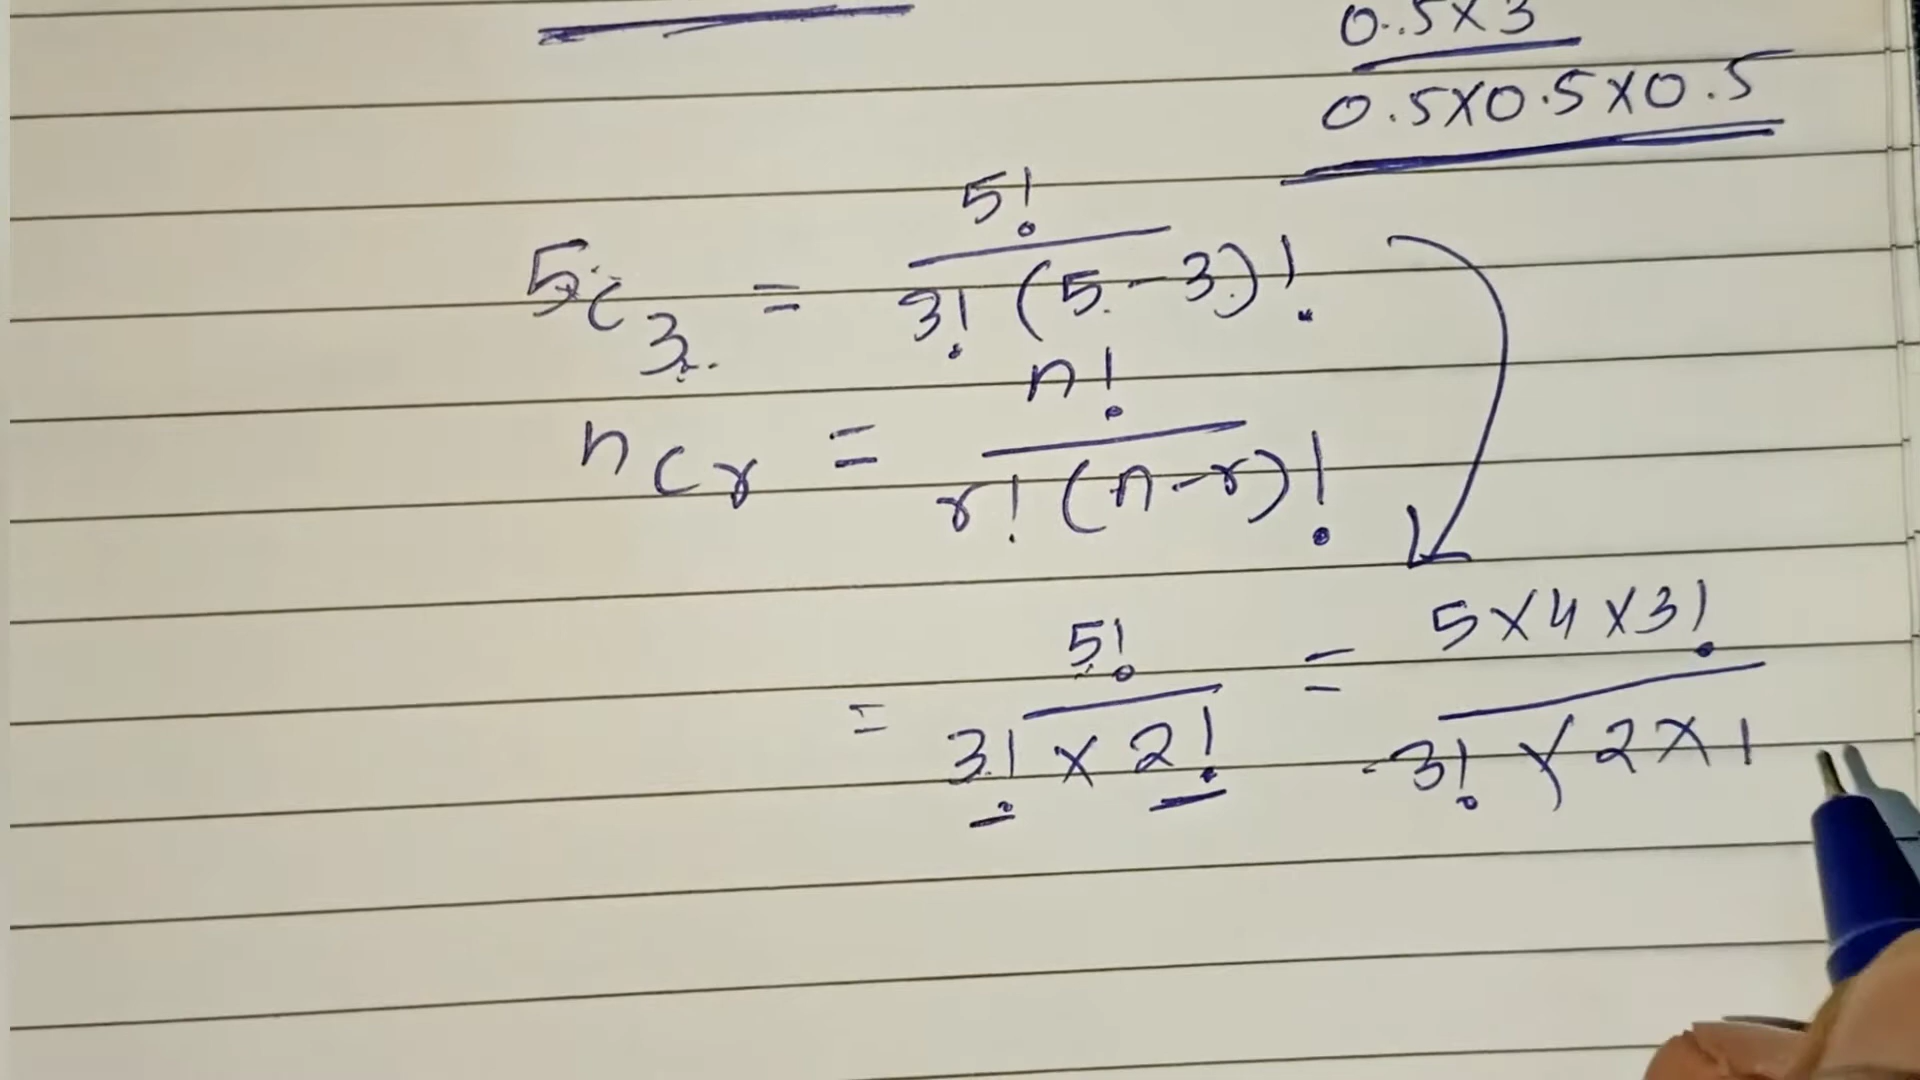 0.5×3
0.5×0.5×0.5
5!
5c3 = 3!(5-3)!
n!
ncr = r!(n-r)!
5! = 5×4×3!
= 3!×2! 3!×2×1